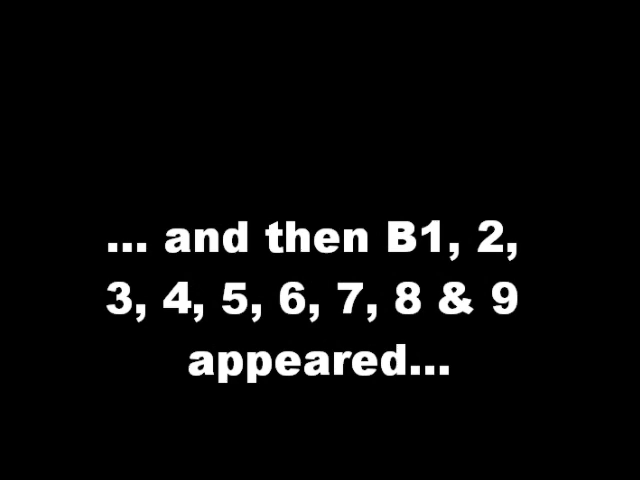 ... and then B1, 2,
3, 4, 5, 6, 7, 8 & 9
appeared...